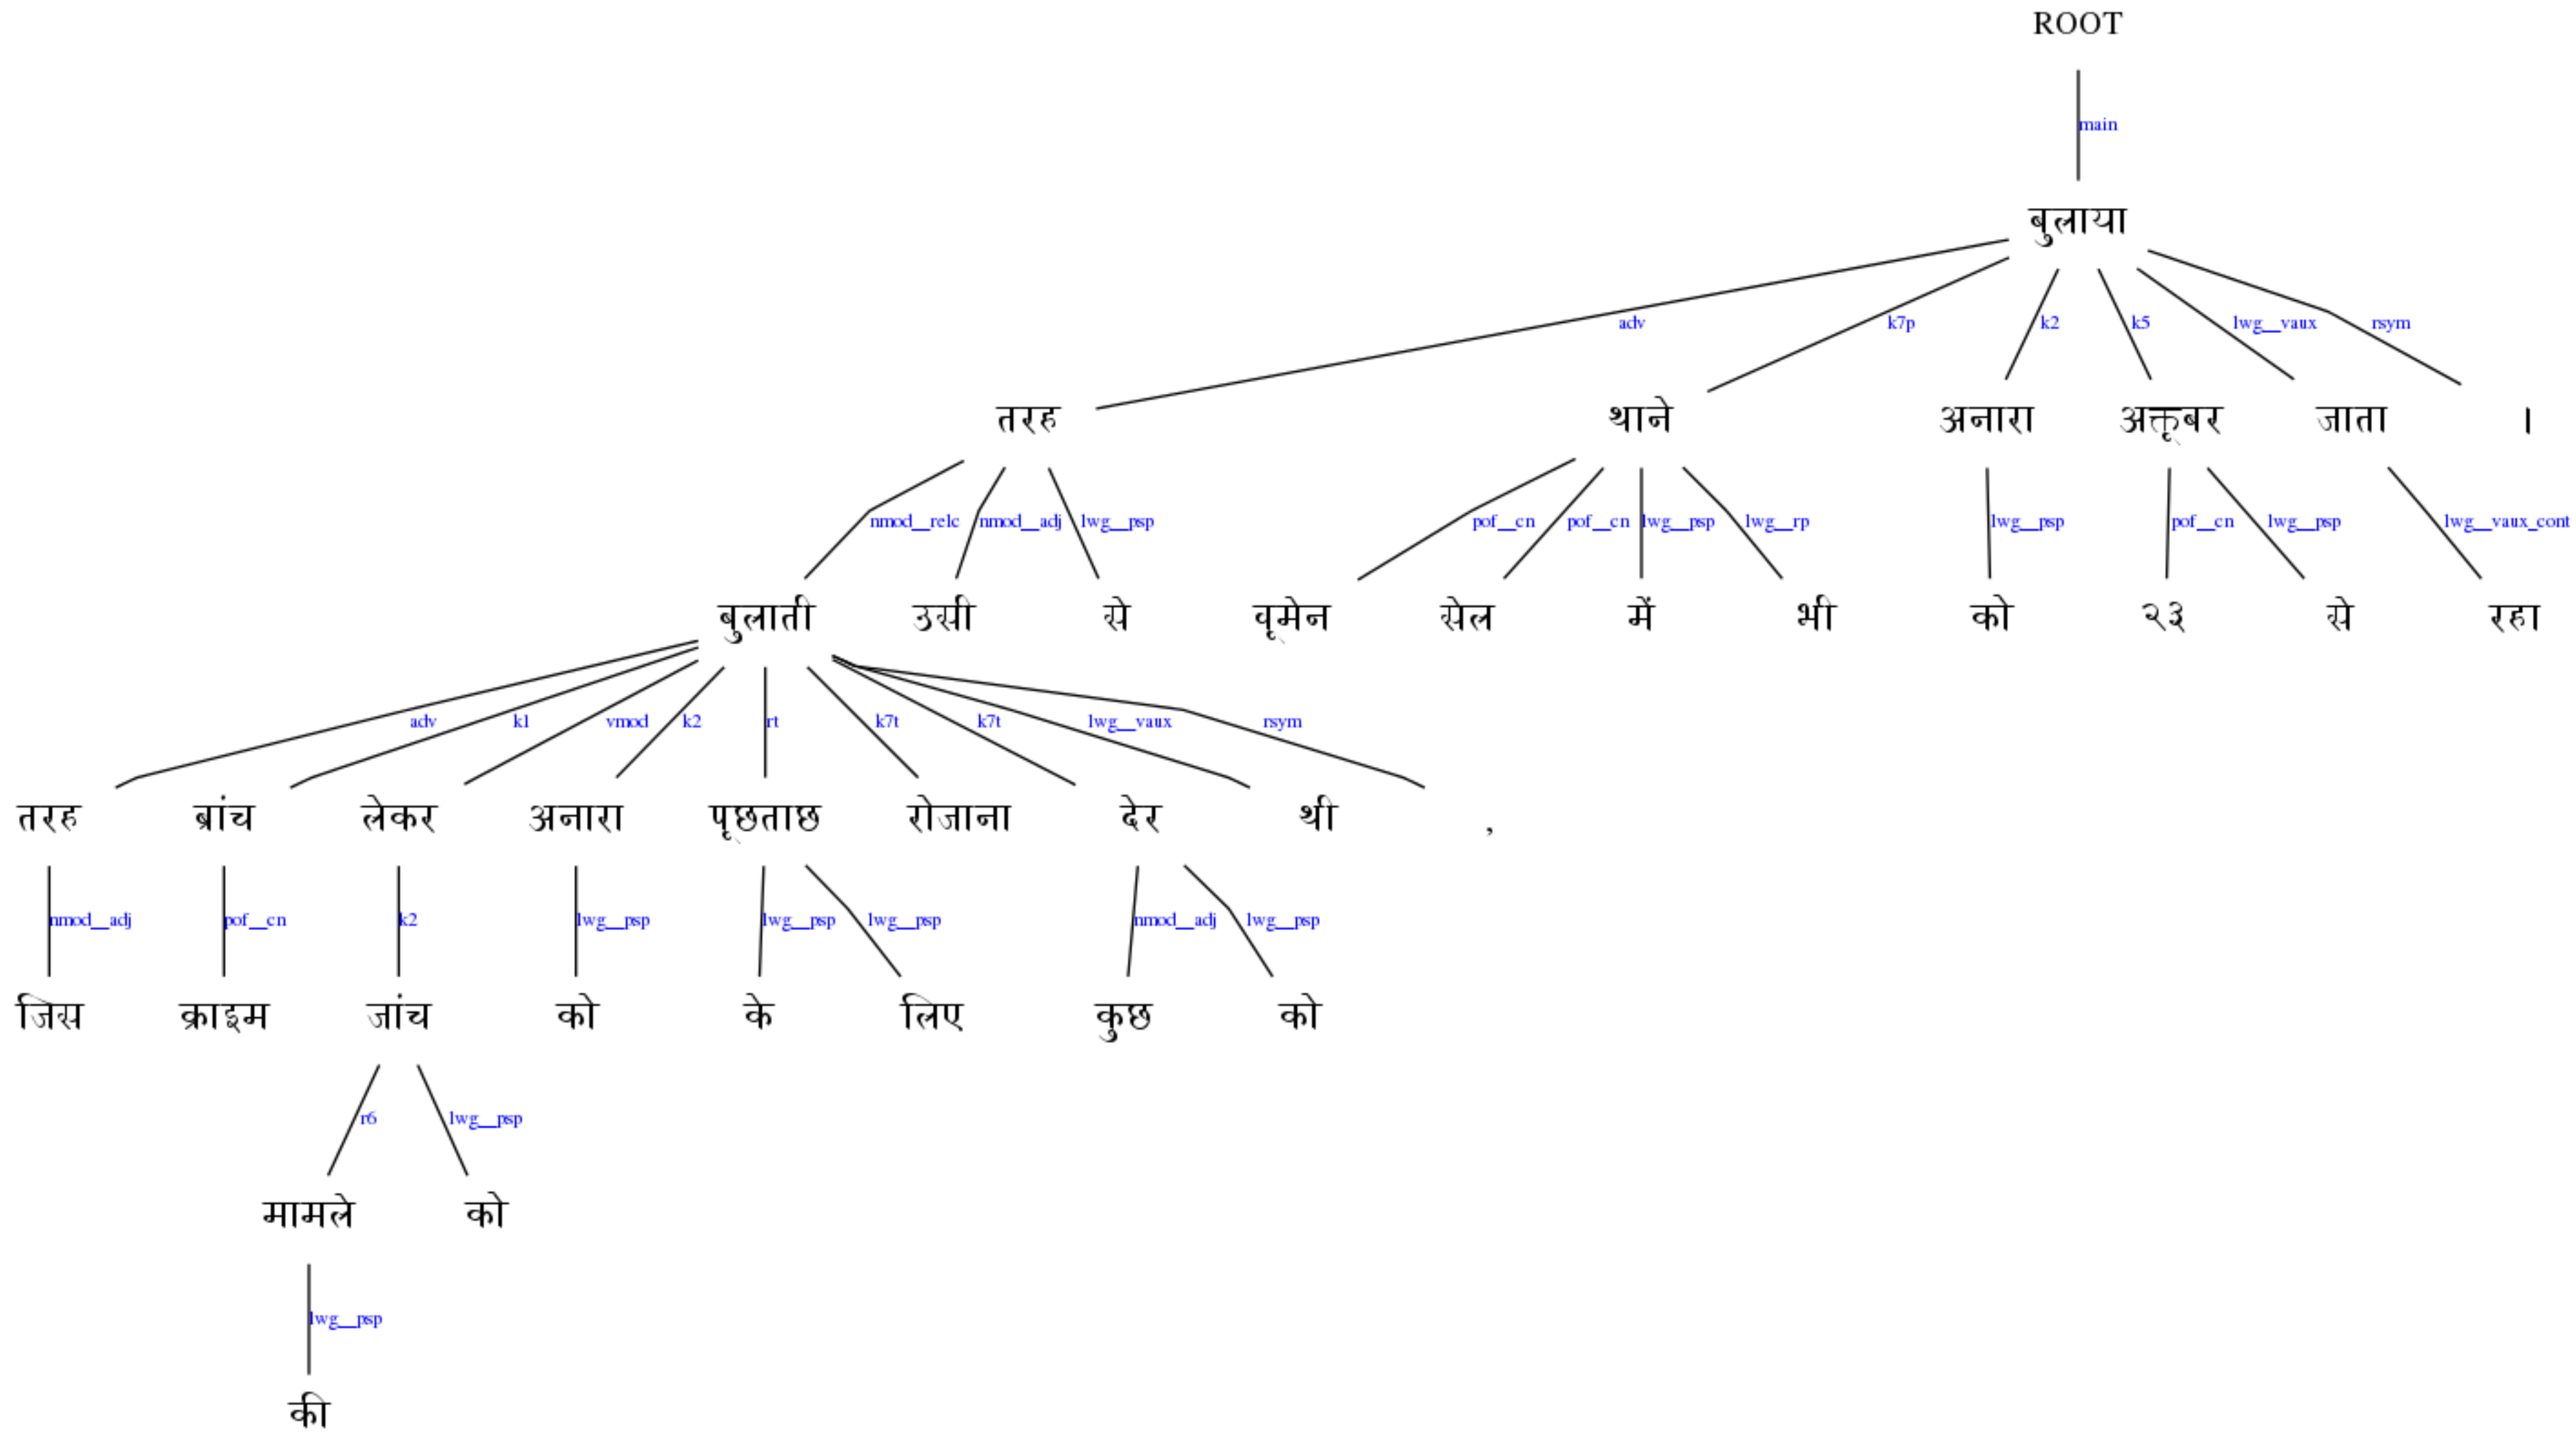 ROOT
main
बुलाया
adv k7p k2 k5 lwg__vaux rsym
तरह थाने अनारा अक्तूबर जाता ।
nmod__relc nmod__adj lwg__psp pof__cn pof__cn lwg__psp lwg__rp lwg__psp pof__cn lwg__psp lwg__vaux_cont
बुलाती उसी से वूमेन सेल में भी को २३ से रहा
adv k1 vmod k2 rt k7t k7t lwg__vaux rsym
तरह ब्रांच लेकर अनारा पूछताछ रोजाना देर थी ,
nmod__adj pof__cn k2 lwg__psp lwg__psp lwg__psp nmod__adj lwg__psp
जिस क्राइम जांच को के लिए कुछ को
r6 lwg__psp
मामले को
lwg__psp
की